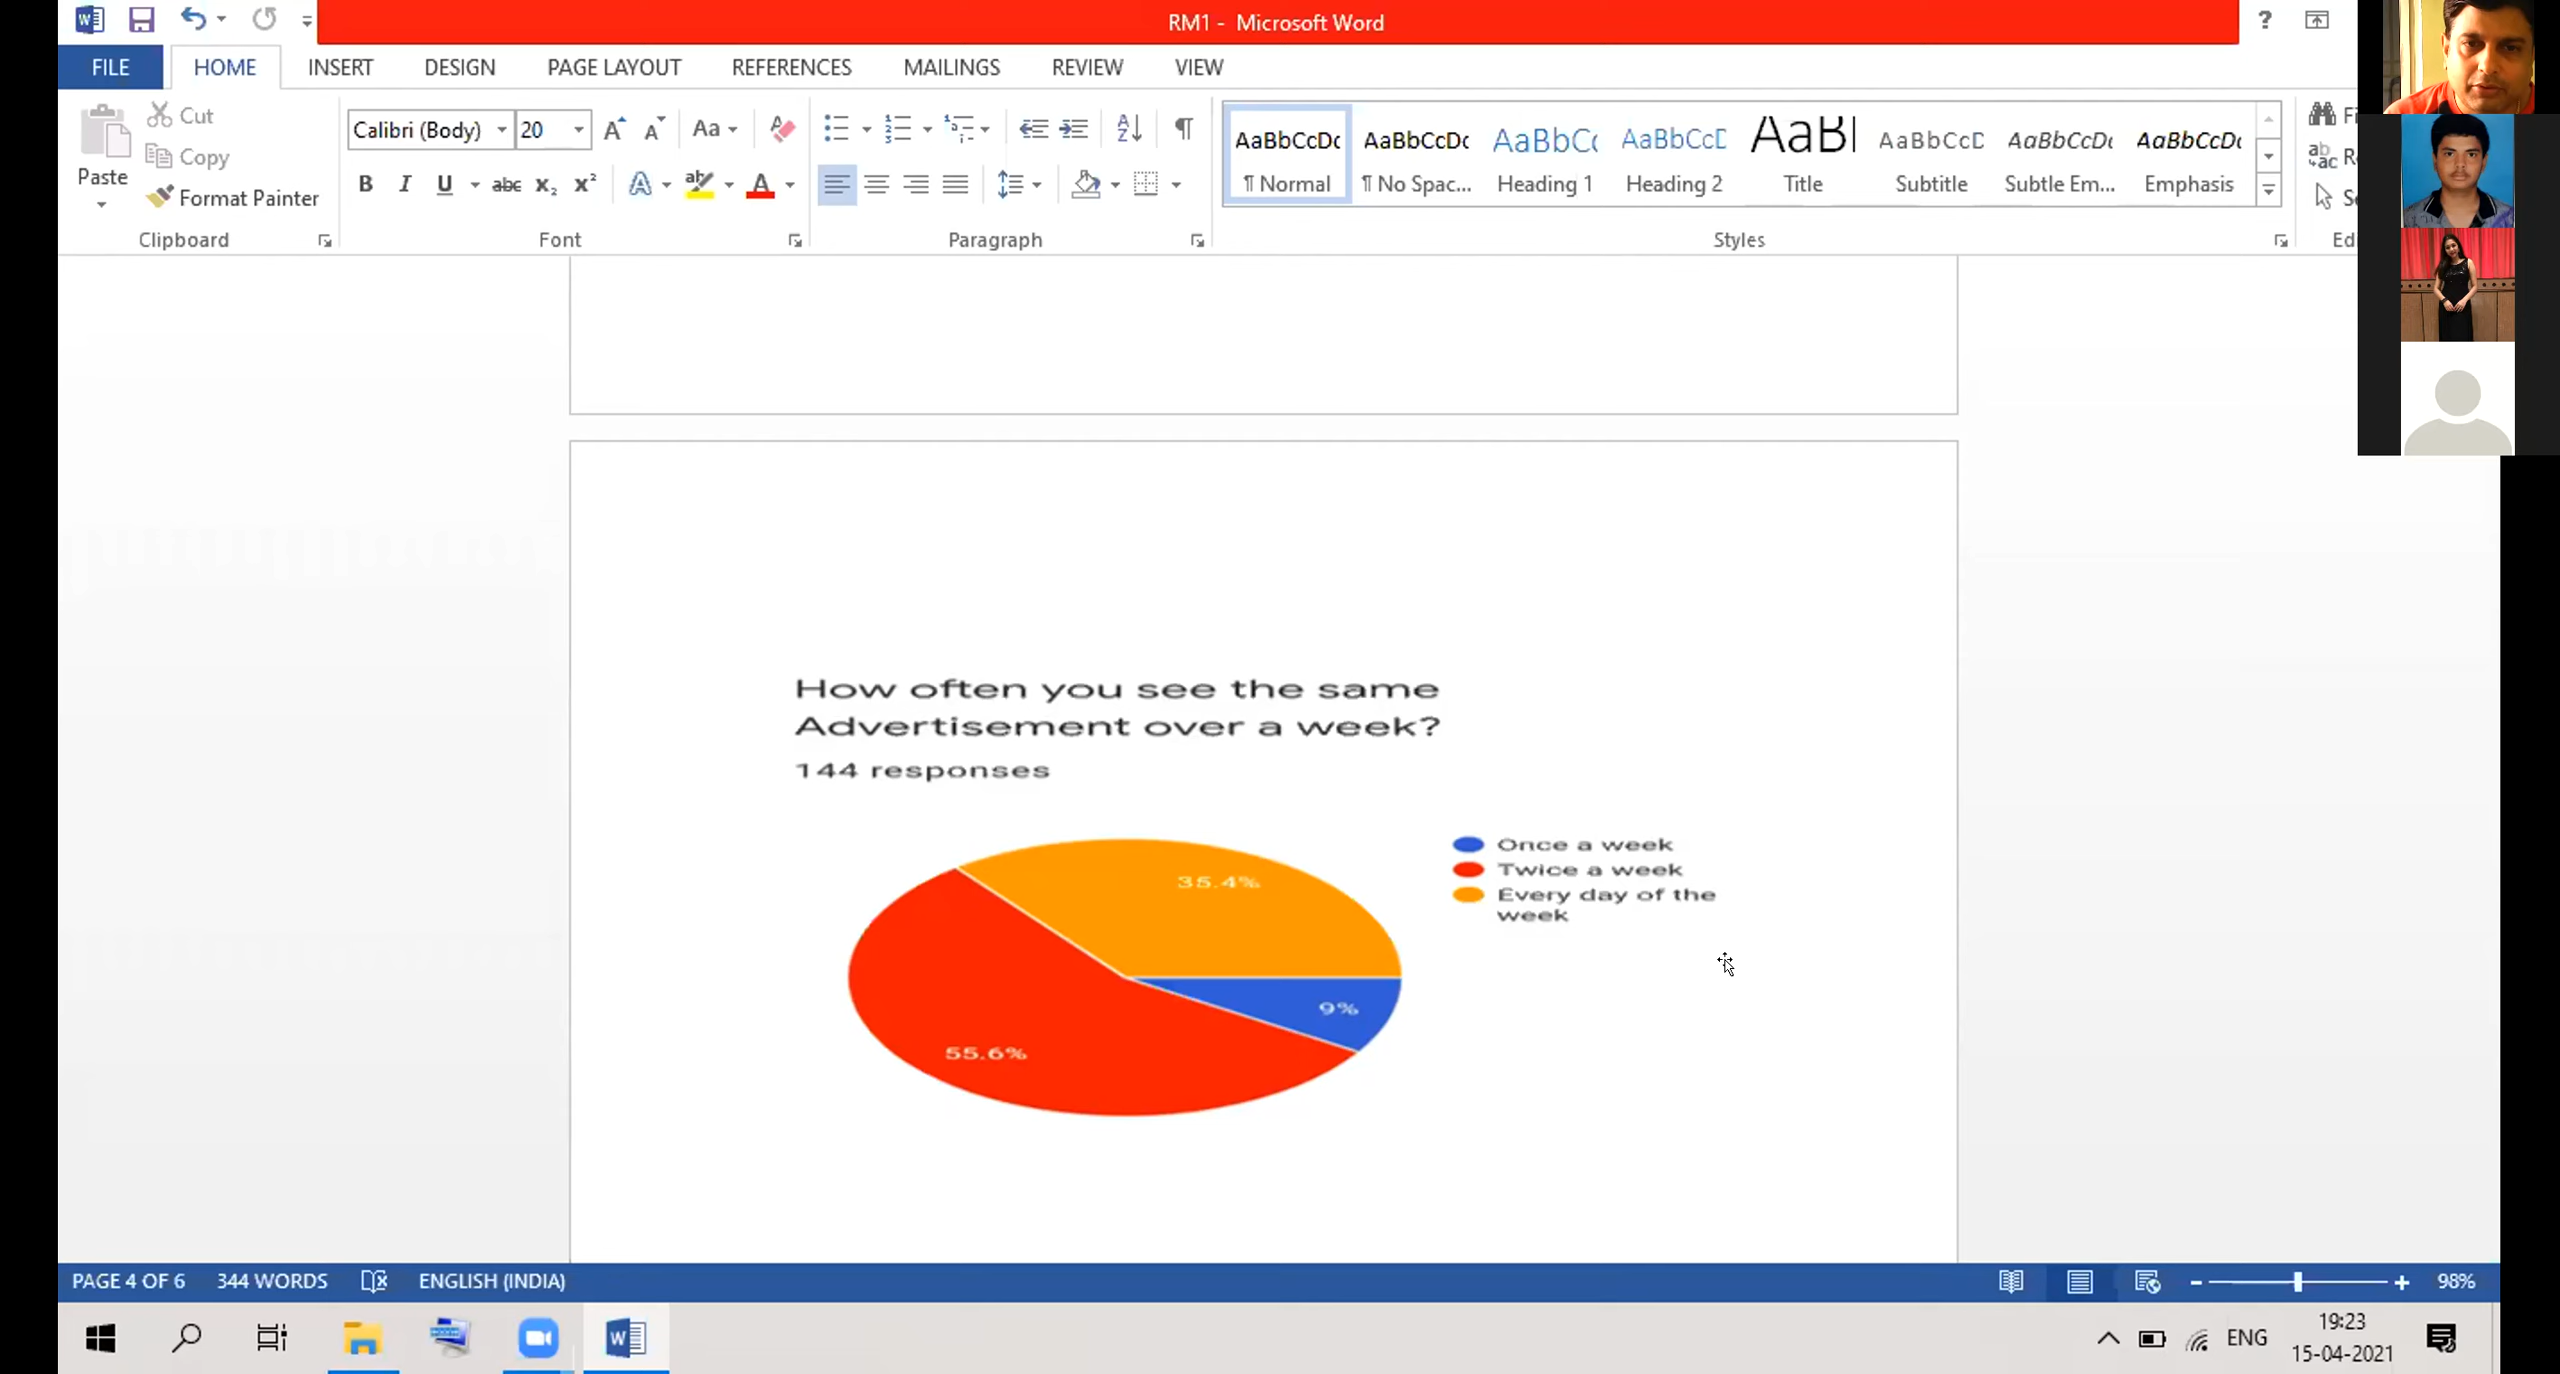 RM1 - Microsoft Word
FILE HOME INSERT DESIGN PAGE LAYOUT REFERENCES MAILINGS REVIEW VIEW
Cut
Copy
Paste
Format Painter
Clipboard
Calibri (Body) 20
Font
Paragraph
AaBbCcDc AaBbCcDc AaBbC AaBbCcD AaB AaBbCcD AaBbCcDc AaBbCcDc
¶ Normal ¶ No Spac... Heading 1 Heading 2 Title Subtitle Subtle Em... Emphasis
Styles
How often you see the same
Advertisement over a week?
144 responses
Once a week
Twice a week
Every day of the
week
35.4%
9%
55.6%
PAGE 4 OF 6 344 WORDS ENGLISH (INDIA) 98%
ENG
19:23
15-04-2021